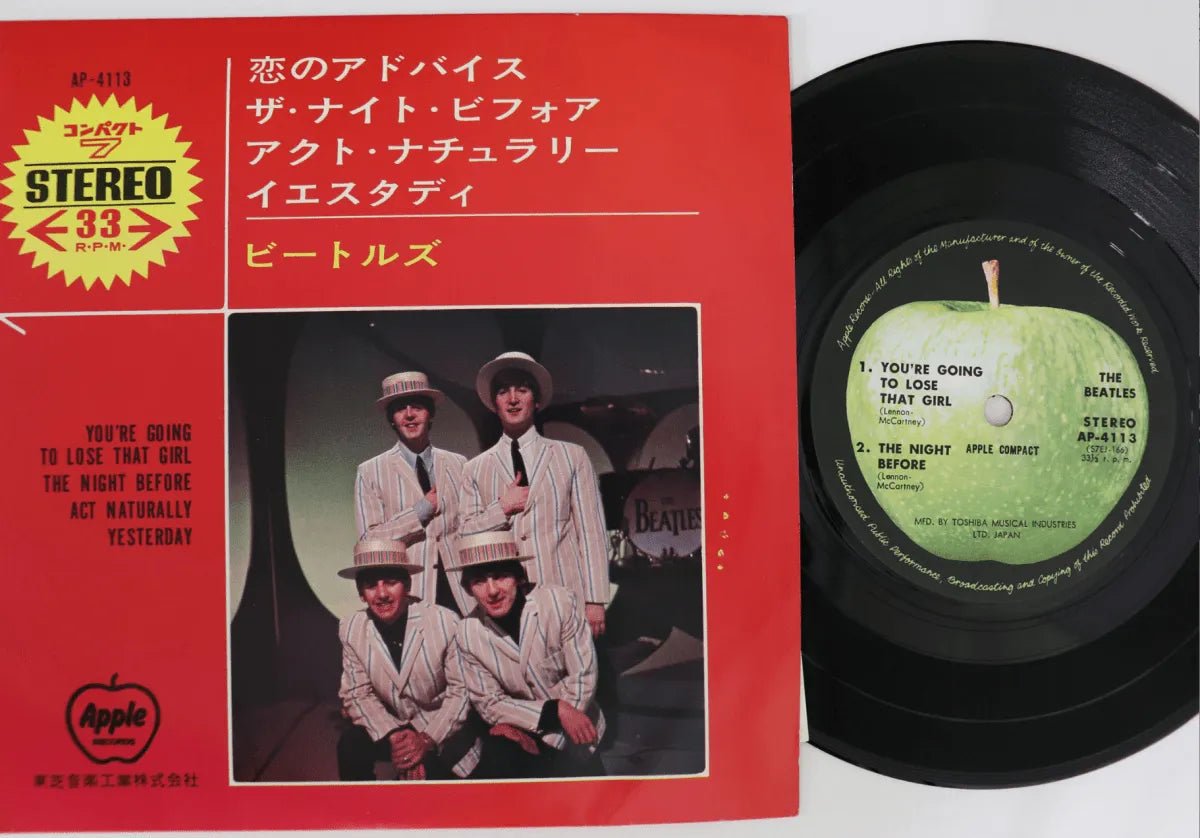 AP-4113
コンパクト
7
STEREO
33
R・P・M・
恋のアドバイス
ザ・ナイト・ビフォア
アクト・ナチュラリー
イエスタディ
ビートルズ
YOU'RE GOING
TO LOSE THAT GIRL
THE NIGHT BEFORE
ACT NATURALLY
YESTERDAY
THE
BEATLES
Apple
RECORDS
東芝音楽工業株式会社
Apple Records-All Rights of the Manufacturer and of the Owner of the Recorded Work Reserved
1. YOU'RE GOING
TO LOSE
THAT GIRL
(Lennon-
McCartney)
2. THE NIGHT
BEFORE
(Lennon-
McCartney)
APPLE COMPACT
THE
BEATLES
STEREO
AP-4113
(S7EJ-166)
33⅓ r. p. m.
MFD. BY TOSHIBA MUSICAL INDUSTRIES
LTD. JAPAN
Unauthorised Public Performance, Broadcasting and Copying of this Record Prohibited